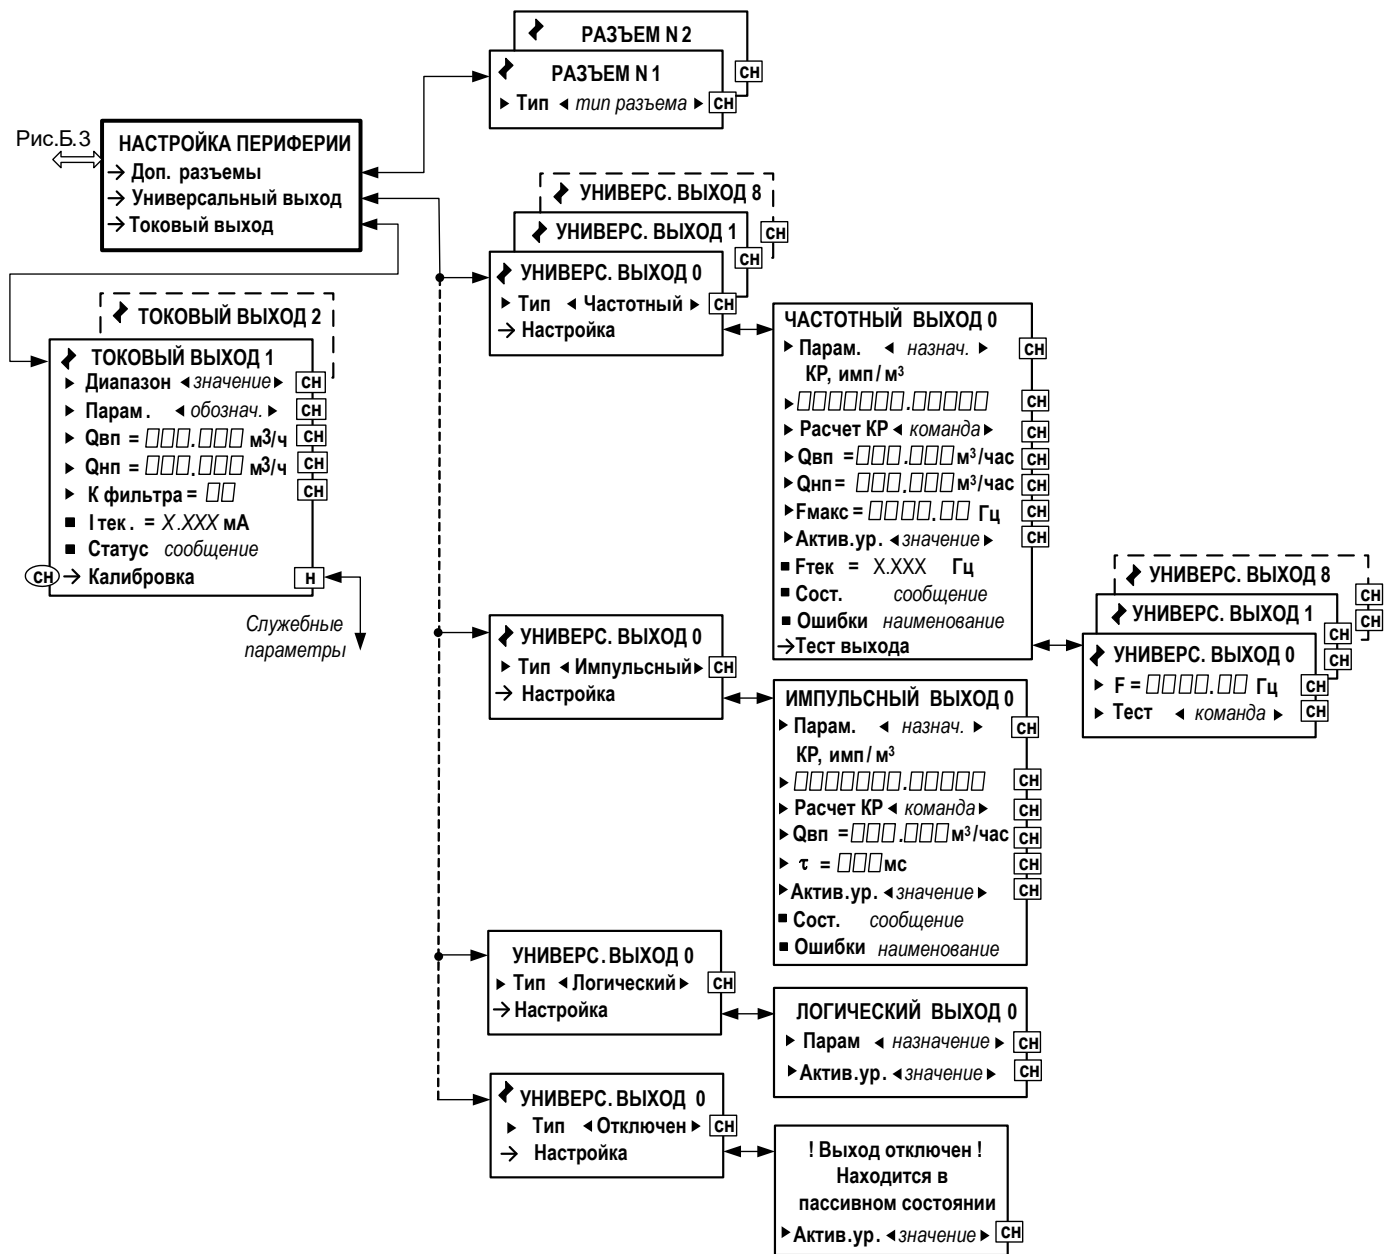 РАЗЪЕМ N 2
РАЗЪЕМ N 1
СН
Тип тип разъема СН
Рис.Б.3
НАСТРОЙКА ПЕРИФЕРИИ
Доп. разъемы
Универсальный выход
Токовый выход
ТОКОВЫЙ ВЫХОД 2
ТОКОВЫЙ ВЫХОД 1
Диапазон значение СН
Парам. обознач. СН
Qвп = .  м3/ч СН
Qнп = .  м3/ч СН
К фильтра = СН
I тек. = X.XXX мА
Статус сообщение
СН Калибровка Н
Служебные
параметры
УНИВЕРС. ВЫХОД 8
СН
УНИВЕРС. ВЫХОД 1
СН
УНИВЕРС. ВЫХОД 0
Тип Частотный СН
Настройка
ЧАСТОТНЫЙ ВЫХОД 0
Парам. назнач. СН
КР, имп/м³
. СН
Расчет КР команда СН
Qвп = . м³/час СН
Qнп = . м³/час СН
Fмакс = . Гц СН
Актив.ур. значение СН
Fтек = X.XXX Гц
Сост. сообщение
Ошибки наименование
Тест выхода
УНИВЕРС. ВЫХОД 8
СН
УНИВЕРС. ВЫХОД 1
СН
СН
УНИВЕРС. ВЫХОД 0
СН
F = . Гц СН
Тест команда СН
УНИВЕРС. ВЫХОД 0
Тип Импульсный СН
Настройка
ИМПУЛЬСНЫЙ ВЫХОД 0
Парам. назнач. СН
КР, имп/м³
. СН
Расчет КР команда СН
Qвп = . м³/час СН
τ = мс СН
Актив.ур. значение СН
Сост. сообщение
Ошибки наименование
УНИВЕРС. ВЫХОД 0
Тип Логический СН
Настройка
ЛОГИЧЕСКИЙ ВЫХОД 0
Парам назначение СН
Актив.ур. значение СН
УНИВЕРС. ВЫХОД 0
Тип Отключен СН
Настройка
! Выход отключен !
Находится в
пассивном состоянии
Актив.ур. значение СН